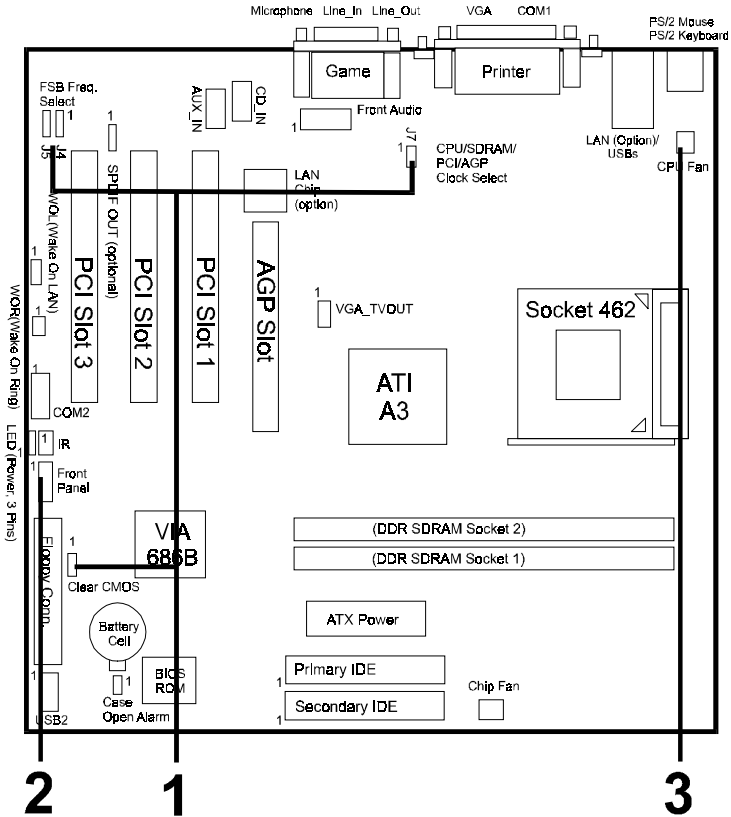 Microphone Line_In Line_Out
VGA COM1
PS/2 Mouse
PS/2 Keyboard
Game
Printer
FSB Freq.
Select
1
J5
J4
AUX_IN
CD_IN
Front Audio
1
J7
1
CPU/SDRAM/
PCI/AGP
Clock Select
LAN (Option)/
USBs
CPU Fan
LAN
Chip
(option)
SPDIF OUT (optional)
WOL(Wake On LAN)
1
1
WOR(Wake On Ring)
PCI Slot 3
PCI Slot 2
PCI Slot 1
AGP Slot
1
VGA_TVOUT
Socket 462
ATI
A3
1
COM2
1
1
IR
LED (Power, 3 Pins)
1
Front
Panel
VIA
686B
(DDR SDRAM Socket 2)
(DDR SDRAM Socket 1)
1
Clear CMOS
Floppy Conn.
1
Battery
Cell
ATX Power
BIOS
ROM
Primary IDE
1
Secondary IDE
1
Chip Fan
1
USB2
1
Case
Open Alarm
2
1
3